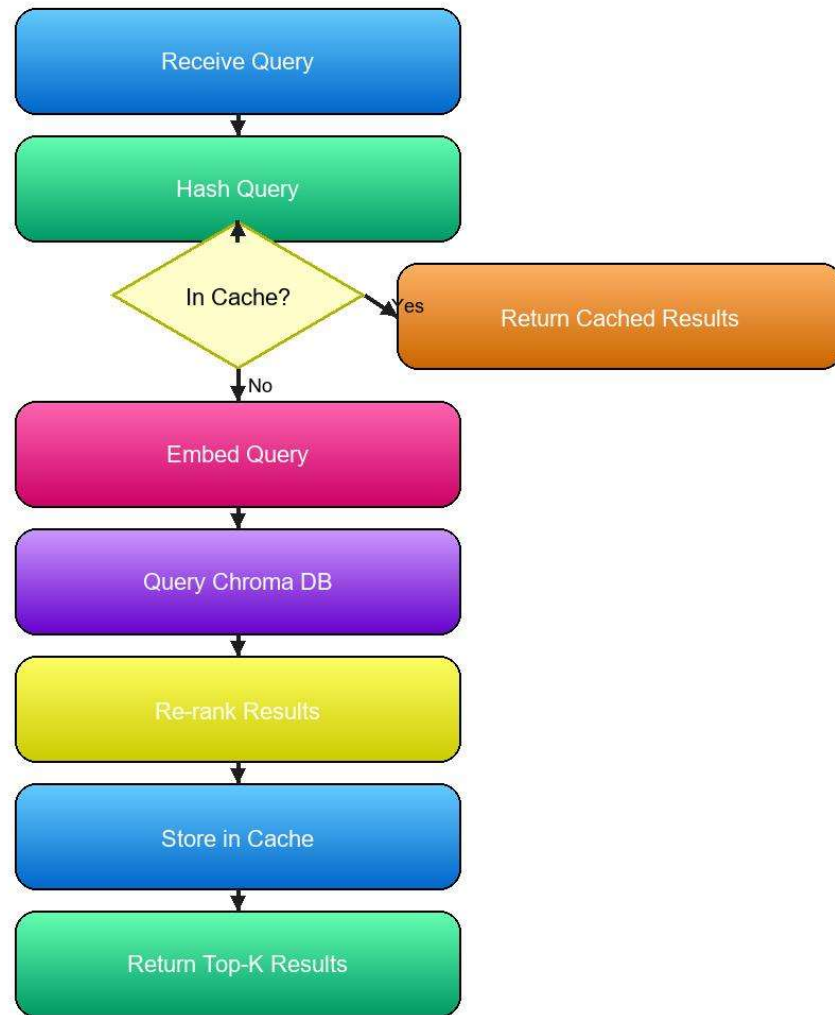 Receive Query
Hash Query
In Cache?
Yes
Return Cached Results
No
Embed Query
Query Chroma DB
Re-rank Results
Store in Cache
Return Top-K Results